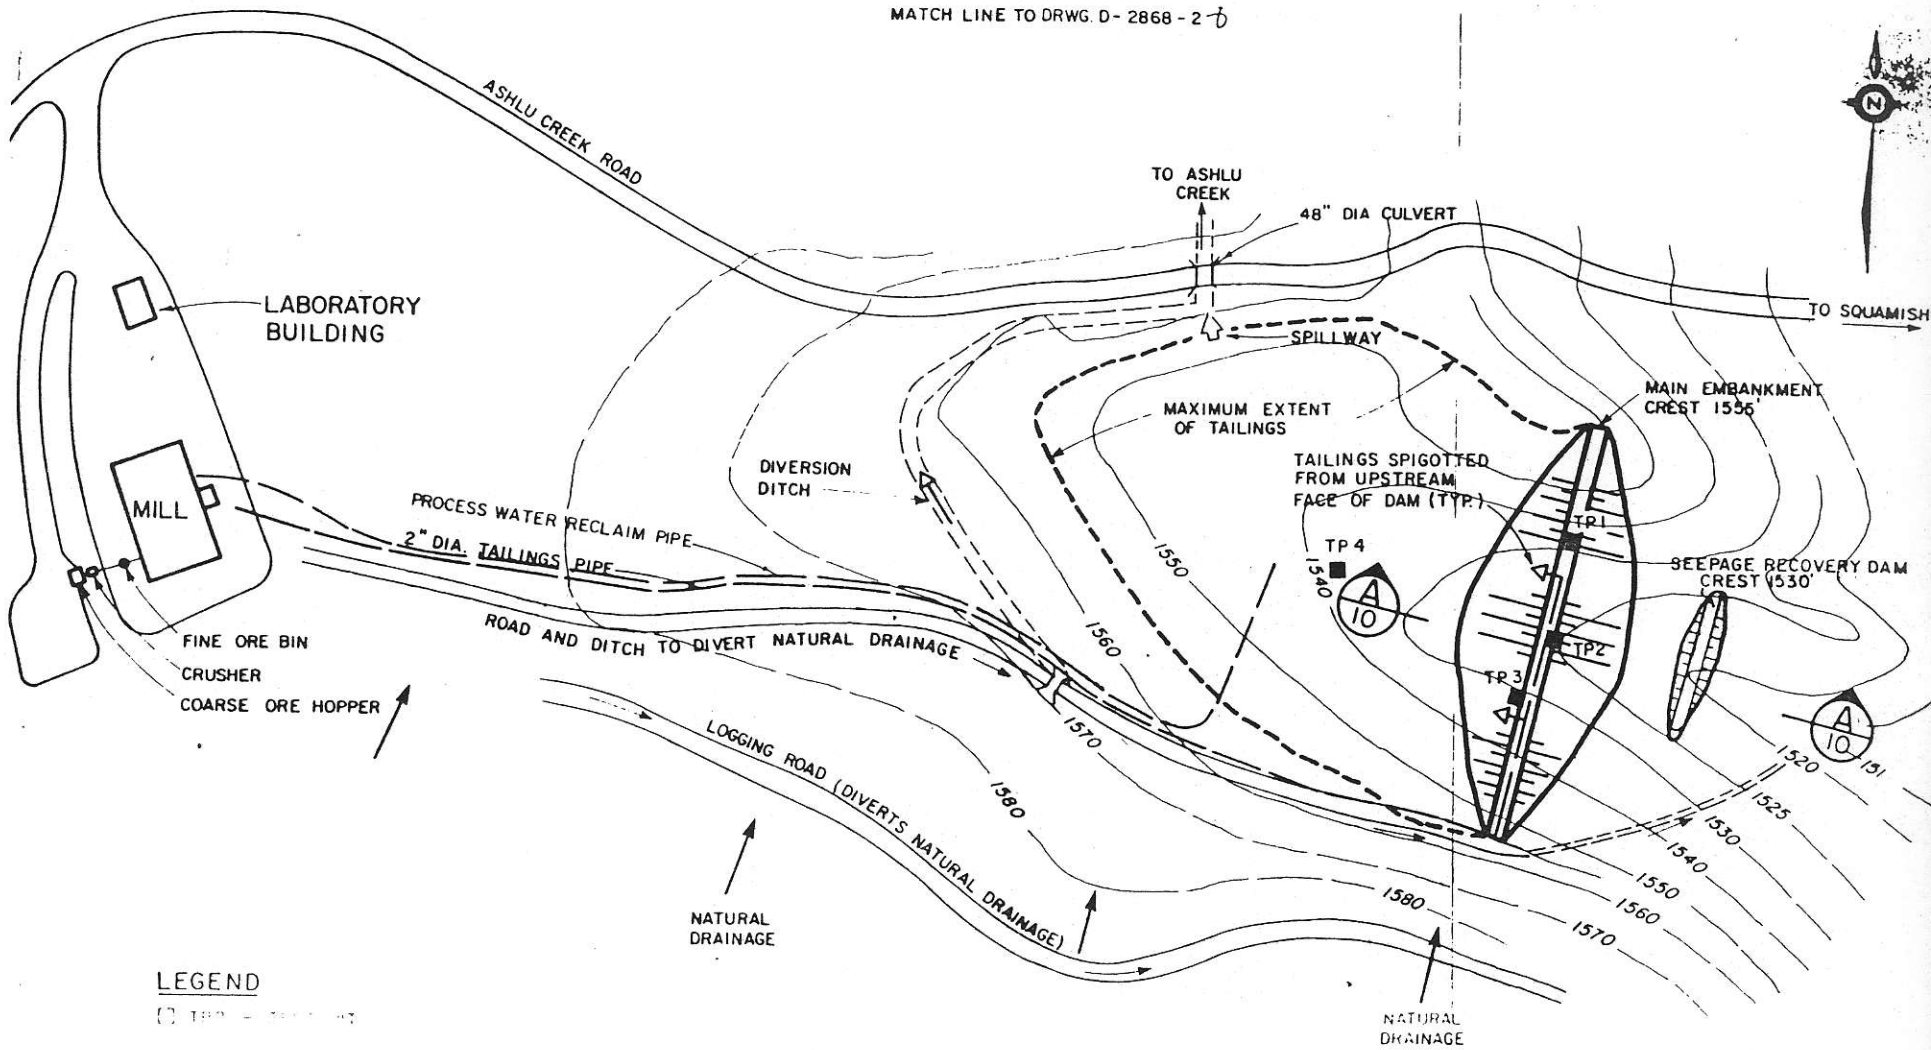 MATCH LINE TO DRWG. D-2868-2
N
ASHLU CREEK ROAD
TO ASHLU
CREEK
48" DIA CULVERT
TO SQUAMISH
LABORATORY
BUILDING
SPILLWAY
MAIN EMBANKMENT
CREST 1555'
MAXIMUM EXTENT
OF TAILINGS
TAILINGS SPIGOTTED
FROM UPSTREAM
FACE OF DAM (TYP.)
DIVERSION
DITCH
MILL
PROCESS WATER RECLAIM PIPE
2" DIA. TAILINGS PIPE
TP1
TP 4
1550
1540
A
10
SEEPAGE RECOVERY DAM
CREST 1530'
TP2
TP3
1560
FINE ORE BIN
CRUSHER
COARSE ORE HOPPER
ROAD AND DITCH TO DIVERT NATURAL DRAINAGE
LOGGING ROAD (DIVERTS NATURAL DRAINAGE)
1570
1580
A
10
151
1520
1525
1530
1540
1550
1560
1570
1580
NATURAL
DRAINAGE
NATURAL
DRAINAGE
LEGEND